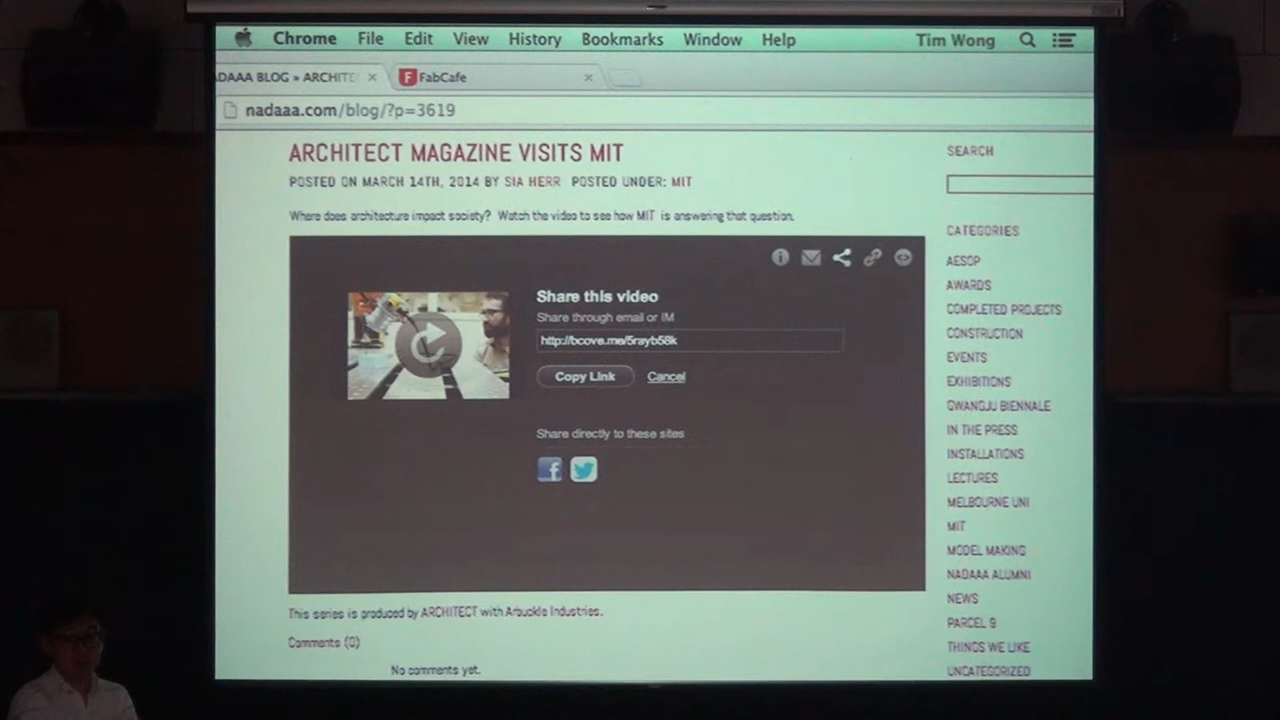 Chrome File Edit View History Bookmarks Window Help Tim Wong
DAAA BLOG » ARCHITE
FabCafe
nadaaa.com/blog/?p=3619
ARCHITECT MAGAZINE VISITS MIT
POSTED ON MARCH 14TH, 2014 BY SIA HERR POSTED UNDER: MIT
Where does architecture impact society? Watch the video to see how MIT is answering that question.
Share this video
Share through email or IM
http://bcove.me/5rayb58k
Copy Link Cancel
Share directly to these sites
This series is produced by ARCHITECT with Arbuckle Industries.
Comments (0)
No comments yet.
SEARCH
CATEGORIES
AESOP
AWARDS
COMPLETED PROJECTS
CONSTRUCTION
EVENTS
EXHIBITIONS
GWANGJU BIENNALE
IN THE PRESS
INSTALLATIONS
LECTURES
MELBOURNE UNI
MIT
MODEL MAKING
NADAAA ALUMNI
NEWS
PARCEL 9
THINGS WE LIKE
UNCATEGORIZED